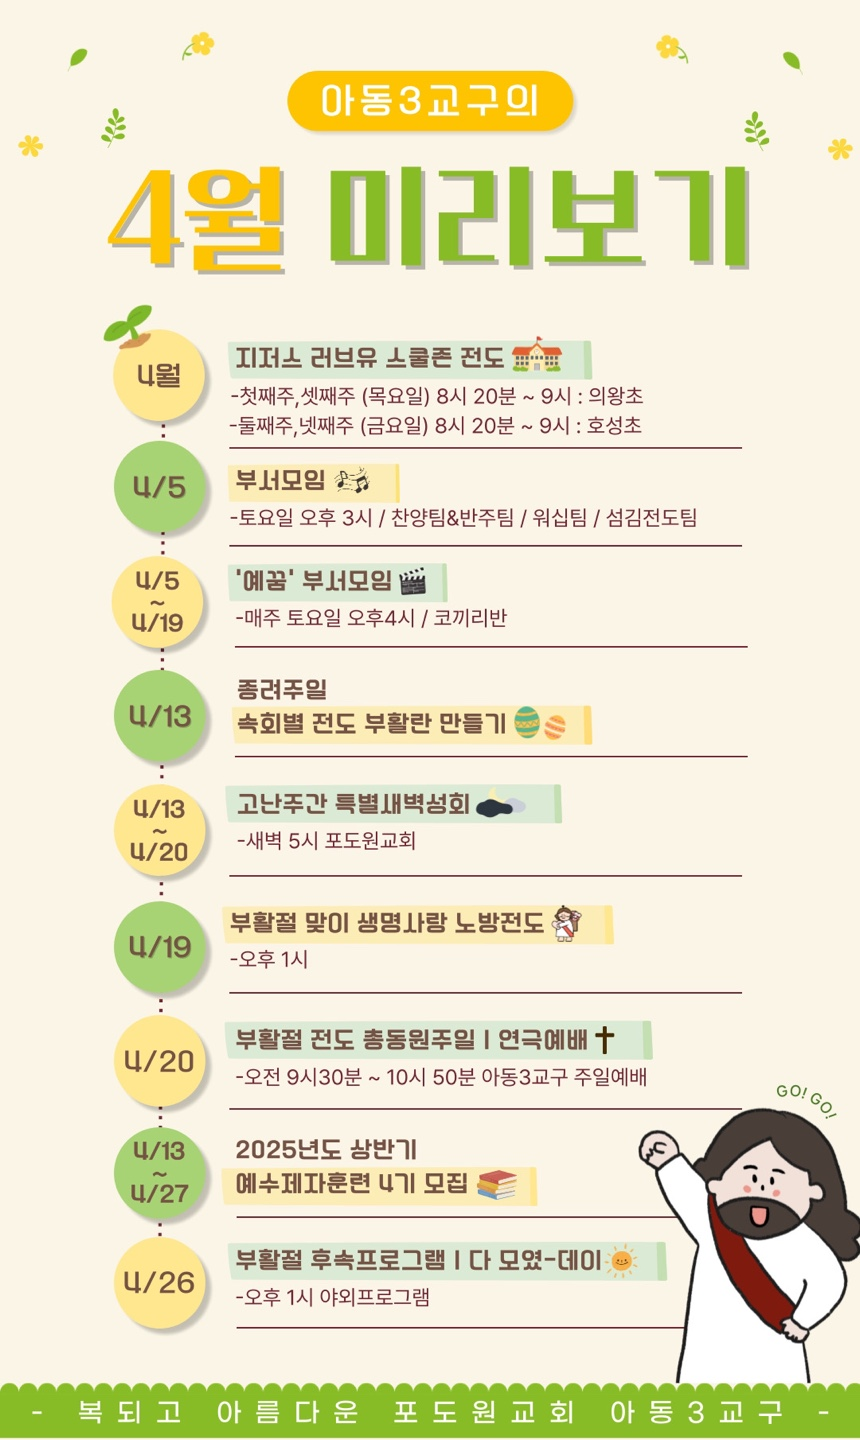 아동3교구의
4월 미리보기
4월
지저스 러브유 스쿨존 전도
-첫째주,셋째주 (목요일) 8시 20분 ~ 9시 : 의왕초
-둘째주,넷째주 (금요일) 8시 20분 ~ 9시 : 호성초
4/5
부서모임
-토요일 오후 3시 / 찬양팀&반주팀 / 워십팀 / 섬김전도팀
4/5
~
4/19
'예꿈' 부서모임
-매주 토요일 오후4시 / 코끼리반
4/13
종려주일
속회별 전도 부활란 만들기
4/13
~
4/20
고난주간 특별새벽성회
-새벽 5시 포도원교회
4/19
부활절 맞이 생명사랑 노방전도
-오후 1시
4/20
부활절 전도 총동원주일 | 연극예배
-오전 9시30분 ~ 10시 50분 아동3교구 주일예배
GO! GO!
4/13
~
4/27
2025년도 상반기
예수제자훈련 4기 모집
4/26
부활절 후속프로그램 | 다 모였-데이
-오후 1시 야외프로그램
- 복되고 아름다운 포도원교회 아동3교구 -